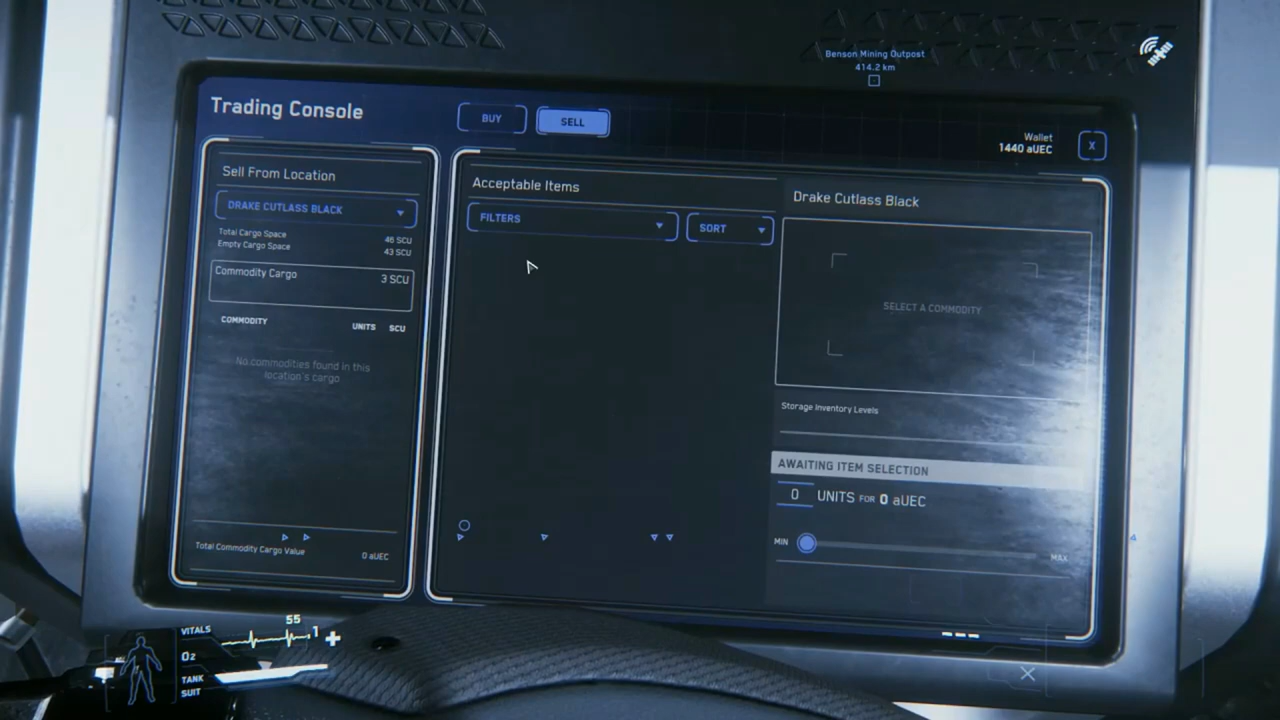 Benson Mining Outpost
414.2 km
Trading Console
BUY
SELL
Wallet
1440 aUEC
X
Sell From Location
DRAKE CUTLASS BLACK
Total Cargo Space 46 SCU
Empty Cargo Space 43 SCU
Commodity Cargo 3 SCU
COMMODITY UNITS SCU
No commodities found in this
location's cargo.
Total Commodity Cargo Value 0 aUEC
Acceptable Items
FILTERS
SORT
Drake Cutlass Black
SELECT A COMMODITY
Storage Inventory Levels
AWAITING ITEM SELECTION
0 UNITS FOR 0 aUEC
MIN
MAX
55
1
VITALS
O2
TANK
SUIT